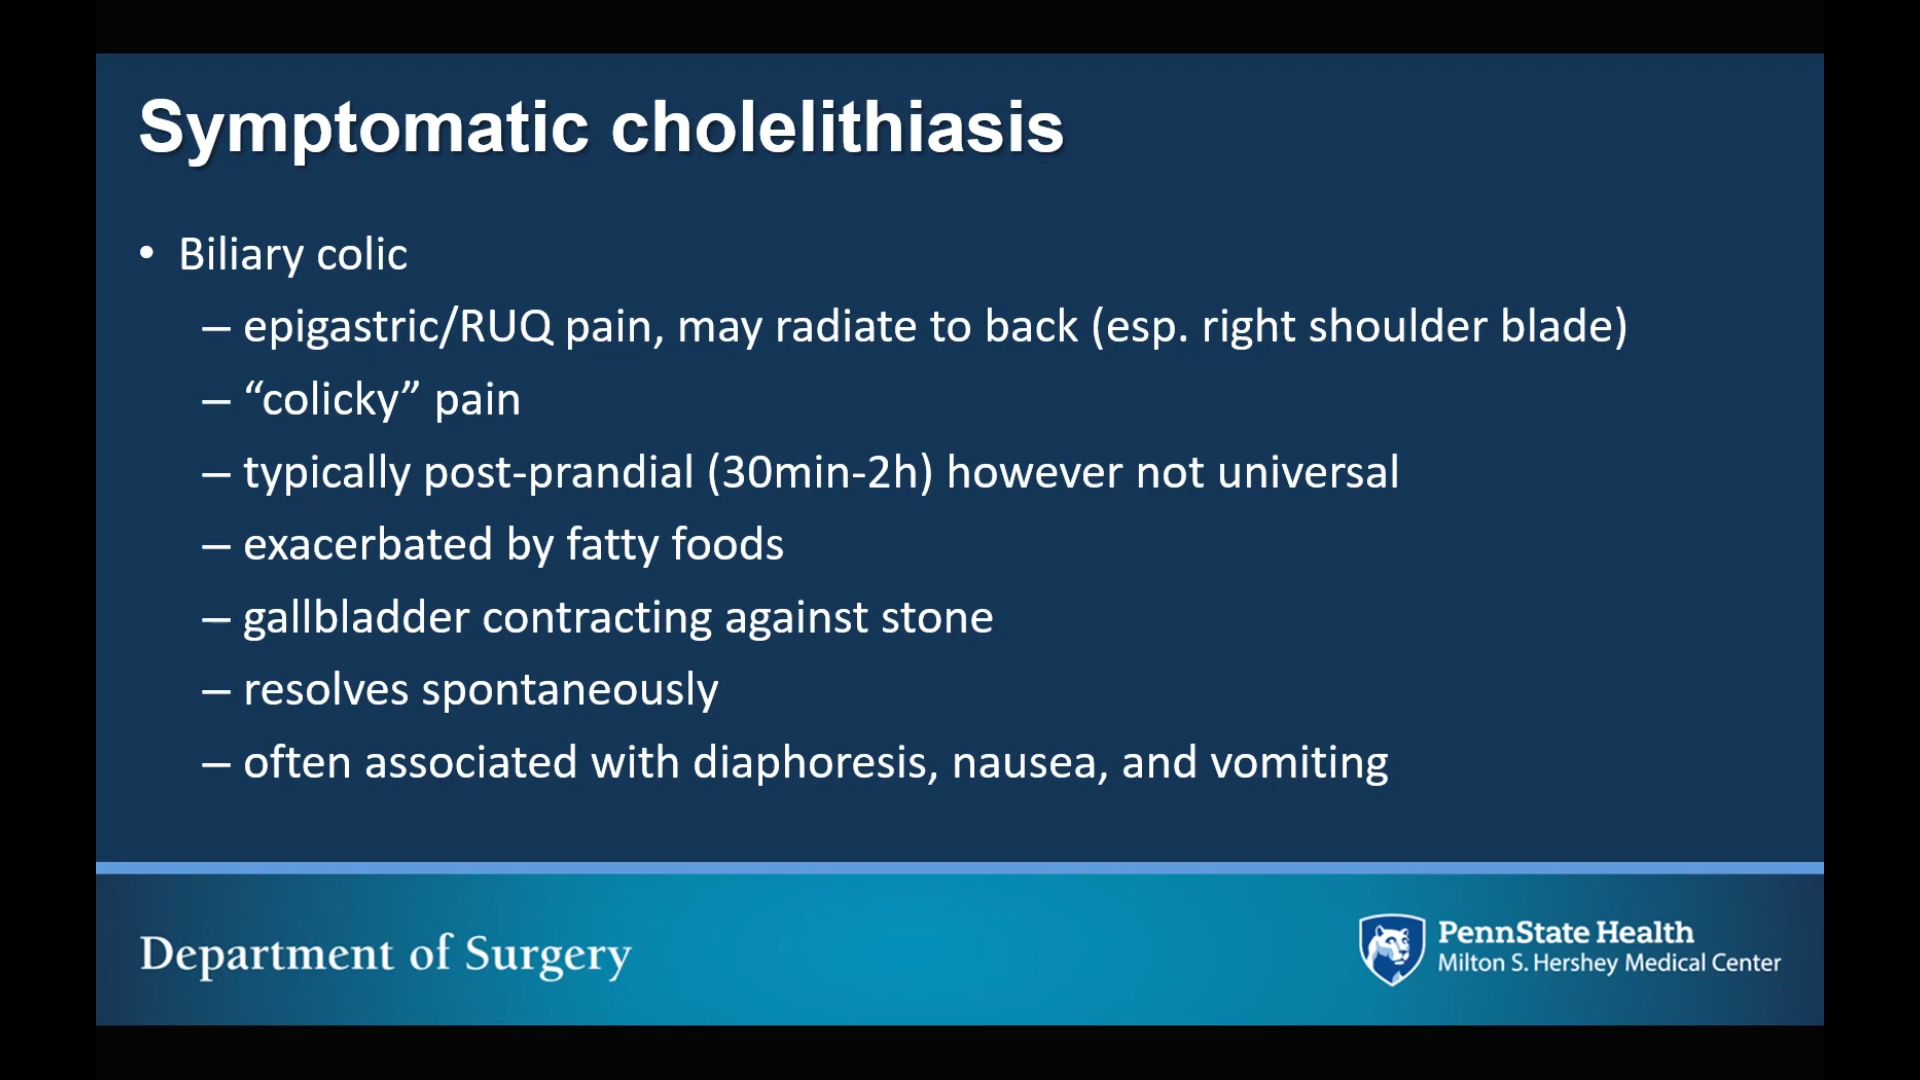 Symptomatic cholelithiasis
• Biliary colic
– epigastric/RUQ pain, may radiate to back (esp. right shoulder blade)
– “colicky” pain
– typically post-prandial (30min-2h) however not universal
– exacerbated by fatty foods
– gallbladder contracting against stone
– resolves spontaneously
– often associated with diaphoresis, nausea, and vomiting
Department of Surgery
PennState Health
Milton S. Hershey Medical Center